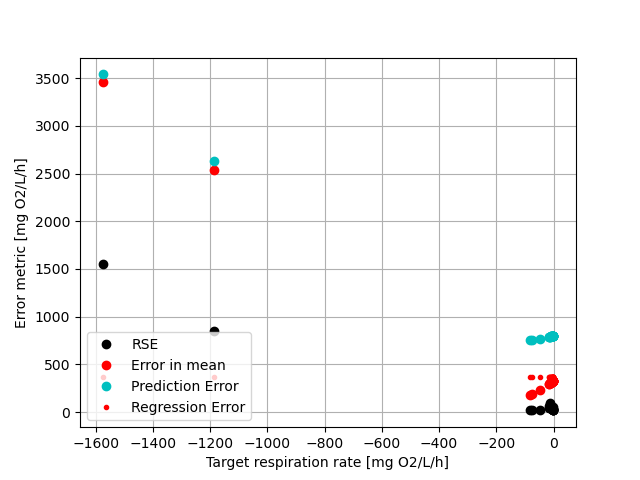 3500
3000
2500
2000
1500
1000
500
0
Error metric [mg O2/L/h]
RSE
Error in mean
Prediction Error
Regression Error
−1600 −1400 −1200 −1000 −800 −600 −400 −200 0
Target respiration rate [mg O2/L/h]